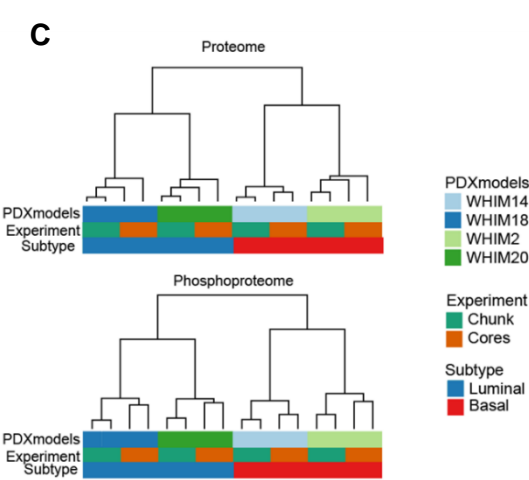 C
Proteome
PDXmodels
Experiment
Subtype
Phosphoproteome
PDXmodels
Experiment
Subtype
PDXmodels
WHIM14
WHIM18
WHIM2
WHIM20
Experiment
Chunk
Cores
Subtype
Luminal
Basal